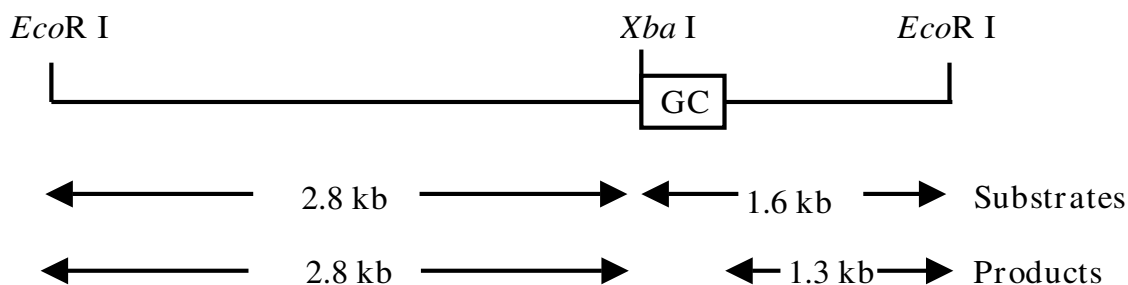 EcoR I Xba I EcoR I
GC
2.8 kb 1.6 kb Substrates
2.8 kb 1.3 kb Products